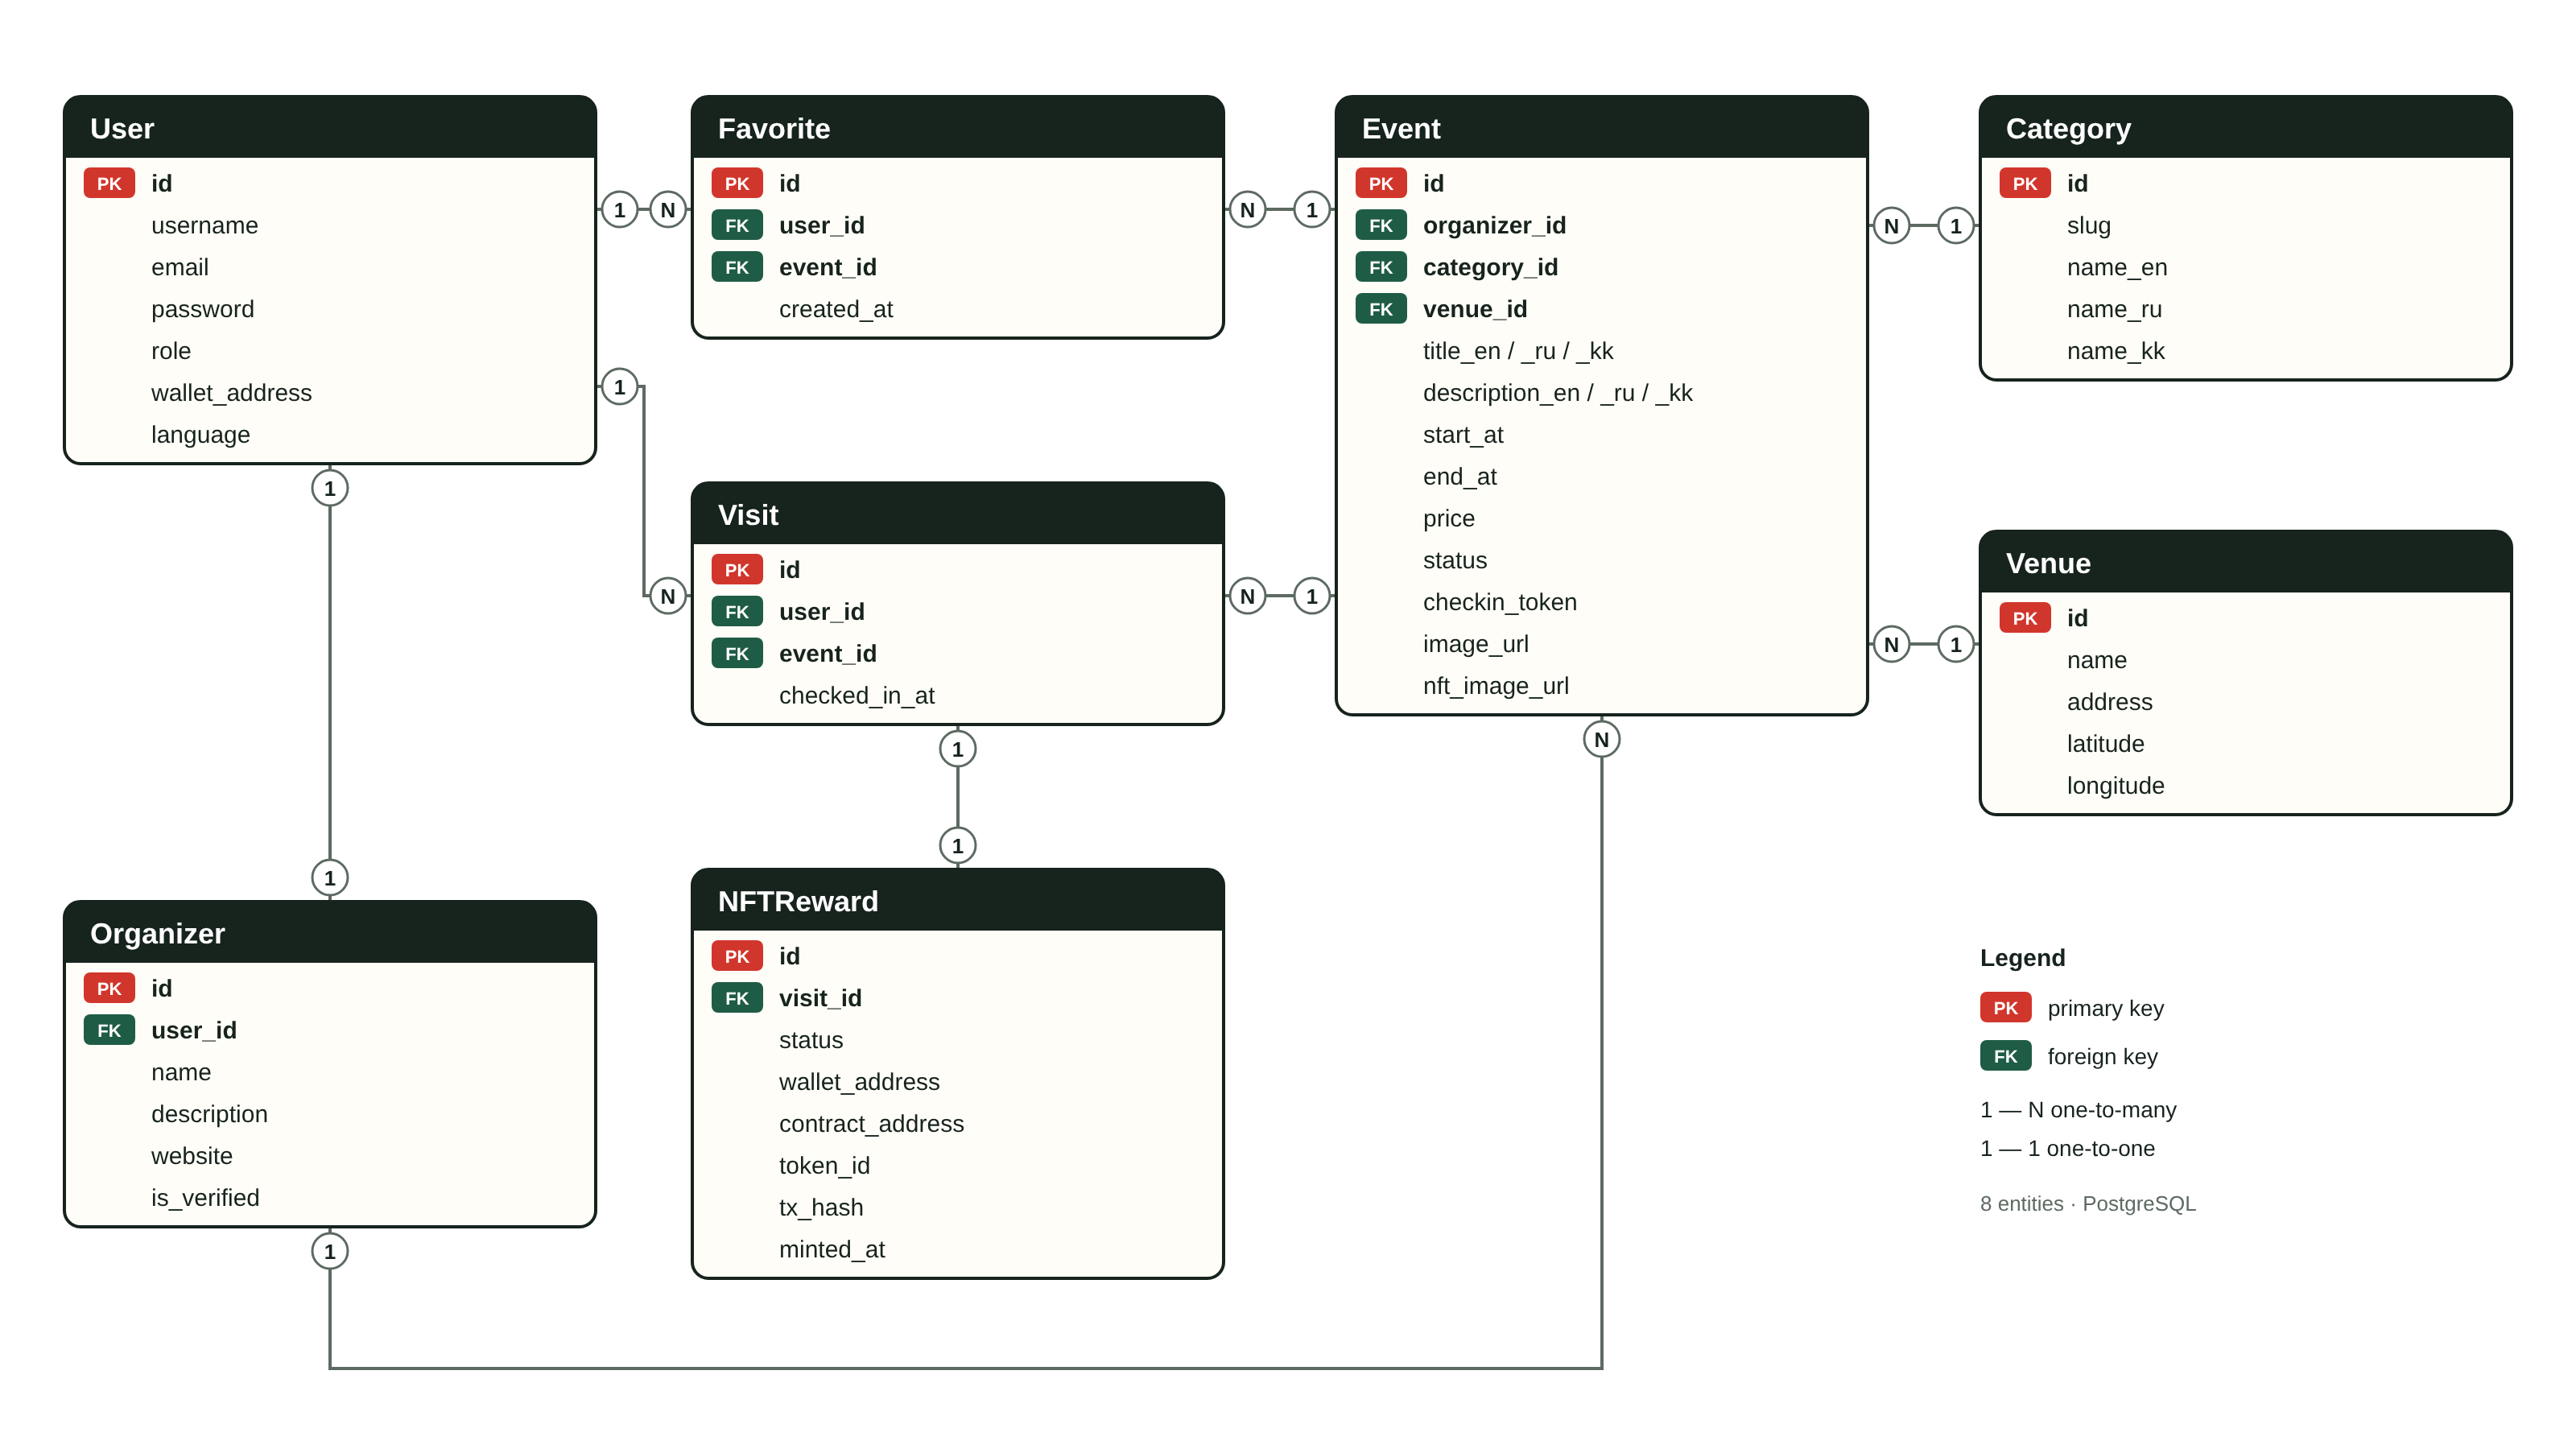 User
PK id
username
email
password
role
wallet_address
language
1
N
1
1
Favorite
PK id
FK user_id
FK event_id
created_at
N
1
Event
PK id
FK organizer_id
FK category_id
FK venue_id
title_en / _ru / _kk
description_en / _ru / _kk
start_at
end_at
price
status
checkin_token
image_url
nft_image_url
N
N
1
Category
PK id
slug
name_en
name_ru
name_kk
N
Visit
PK id
FK user_id
FK event_id
checked_in_at
N
1
1
N
1
Venue
PK id
name
address
latitude
longitude
1
Organizer
PK id
FK user_id
name
description
website
is_verified
1
1
NFTReward
PK id
FK visit_id
status
wallet_address
contract_address
token_id
tx_hash
minted_at
Legend
PK primary key
FK foreign key
1 — N one-to-many
1 — 1 one-to-one
8 entities · PostgreSQL